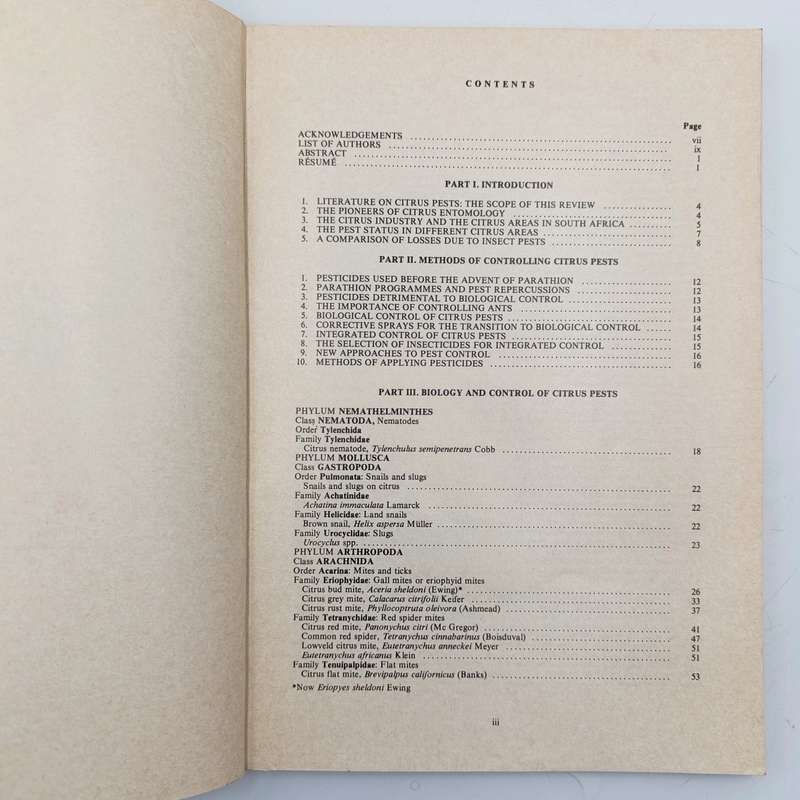 CONTENTS
Page
ACKNOWLEDGEMENTS ........ vii
LIST OF AUTHORS ........ ix
ABSTRACT ........ 1
RÉSUMÉ ........ 1
PART I. INTRODUCTION
1. LITERATURE ON CITRUS PESTS: THE SCOPE OF THIS REVIEW ........ 4
2. THE PIONEERS OF CITRUS ENTOMOLOGY ........ 4
3. THE CITRUS INDUSTRY AND THE CITRUS AREAS IN SOUTH AFRICA ........ 5
4. THE PEST STATUS IN DIFFERENT CITRUS AREAS ........ 7
5. A COMPARISON OF LOSSES DUE TO INSECT PESTS ........ 8
PART II. METHODS OF CONTROLLING CITRUS PESTS
1. PESTICIDES USED BEFORE THE ADVENT OF PARATHION ........ 12
2. PARATHION PROGRAMMES AND PEST REPERCUSSIONS ........ 12
3. PESTICIDES DETRIMENTAL TO BIOLOGICAL CONTROL ........ 13
4. THE IMPORTANCE OF CONTROLLING ANTS ........ 13
5. BIOLOGICAL CONTROL OF CITRUS PESTS ........ 14
6. CORRECTIVE SPRAYS FOR THE TRANSITION TO BIOLOGICAL CONTROL ...... 14
7. INTEGRATED CONTROL OF CITRUS PESTS ........ 15
8. THE SELECTION OF INSECTICIDES FOR INTEGRATED CONTROL ........ 15
9. NEW APPROACHES TO PEST CONTROL ........ 16
10. METHODS OF APPLYING PESTICIDES ........ 16
PART III. BIOLOGY AND CONTROL OF CITRUS PESTS
PHYLUM NEMATHELMINTHES
Class NEMATODA, Nematodes
Order Tylenchida
Family Tylenchidae
Citrus nematode, Tylenchulus semipenetrans Cobb ........ 18
PHYLUM MOLLUSCA
Class GASTROPODA
Order Pulmonata: Snails and slugs
Snails and slugs on citrus ........ 22
Family Achatinidae
Achatina immaculata Lamarck ........ 22
Family Helicidae: Land snails
Brown snail, Helix aspersa Müller ........ 22
Family Urocyclidae: Slugs
Urocyclus spp. ........ 23
PHYLUM ARTHROPODA
Class ARACHNIDA
Order Acarina: Mites and ticks
Family Eriophyidae: Gall mites or eriophyid mites
Citrus bud mite, Aceria sheldoni (Ewing)* ........ 26
Citrus grey mite, Calacarus citrifolii Keifer ........ 33
Citrus rust mite, Phyllocoptruta oleivora (Ashmead) ........ 37
Family Tetranychidae: Red spider mites
Citrus red mite, Panonychus citri (Mc Gregor) ........ 41
Common red spider, Tetranychus cinnabarinus (Boisduval) ........ 47
Lowveld citrus mite, Eutetranychus anneckei Meyer ........ 51
Eutetranychus africanus Klein ........ 51
Family Tenuipalpidae: Flat mites
Citrus flat mite, Brevipalpus californicus (Banks) ........ 53
*Now Eriopyes sheldoni Ewing
iii